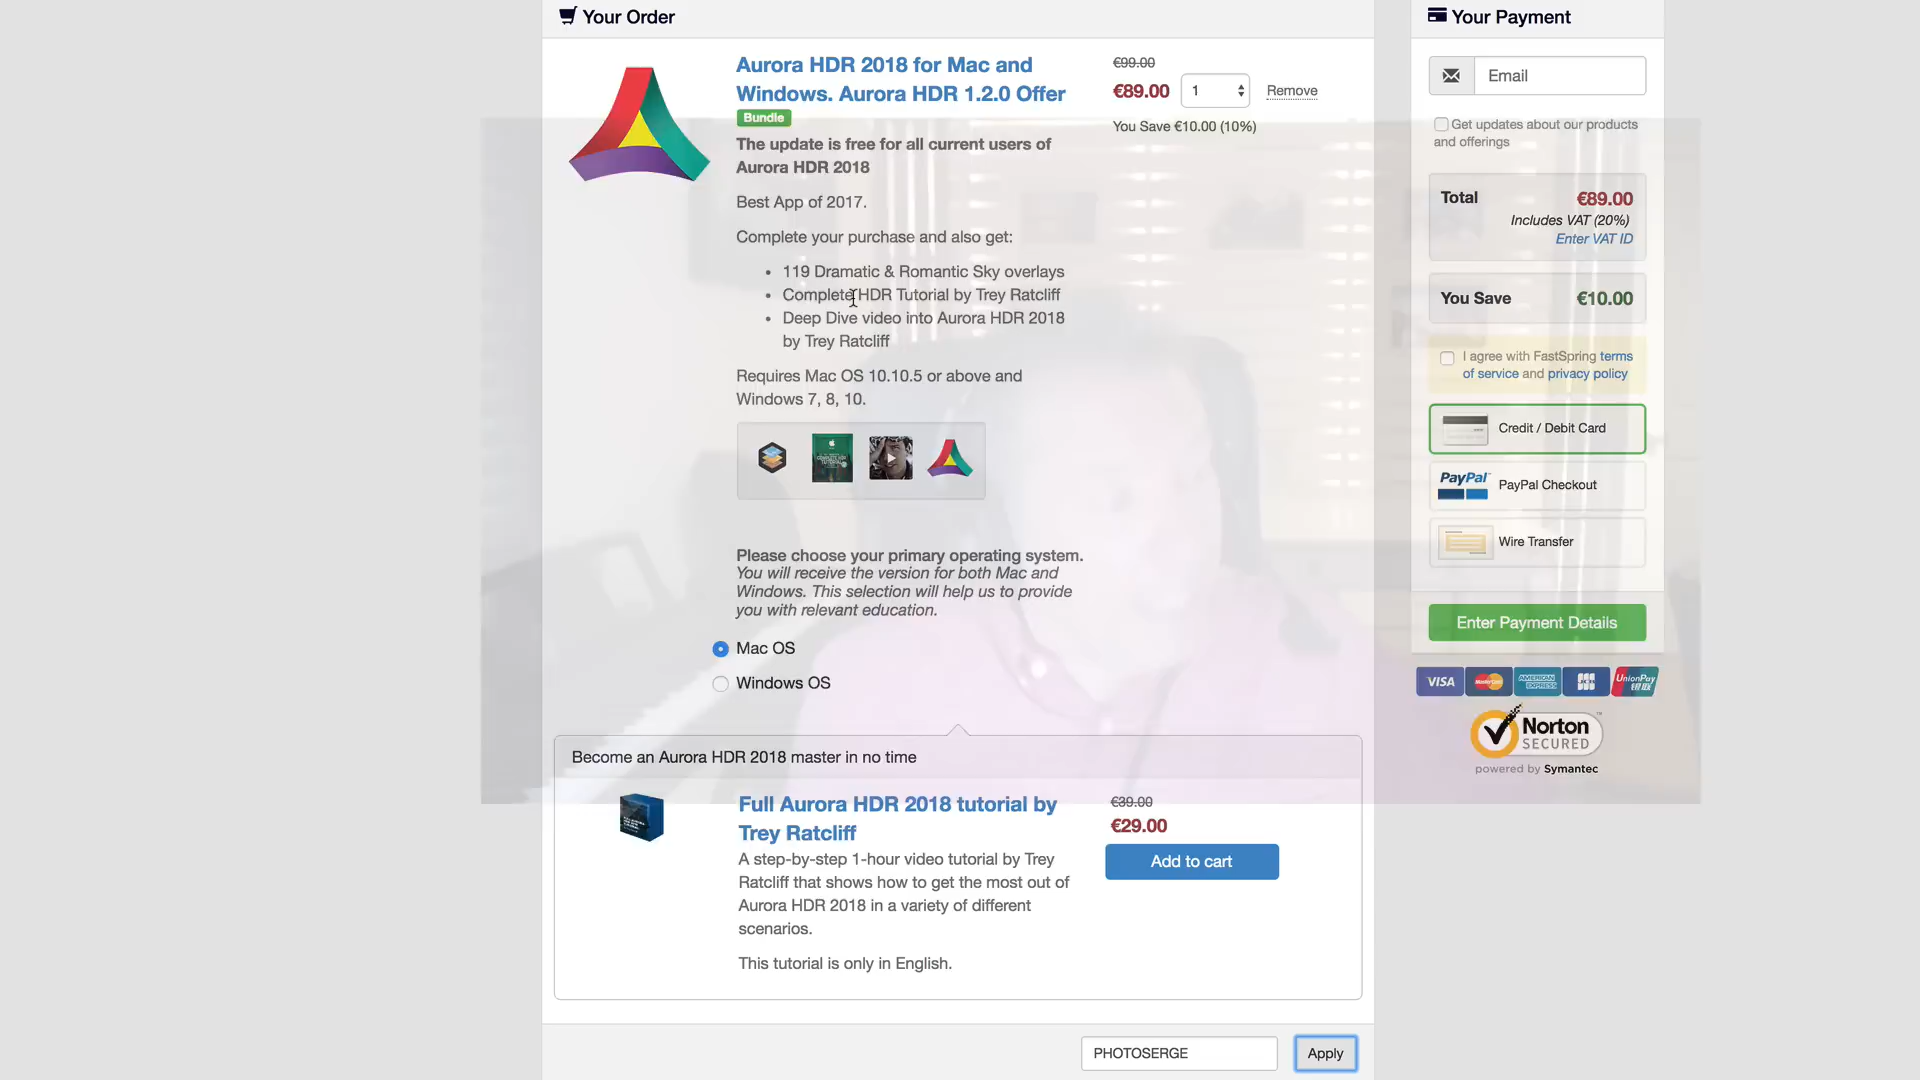 Your Order
Aurora HDR 2018 for Mac and
Windows. Aurora HDR 1.2.0 Offer
Bundle
The update is free for all current users of
Aurora HDR 2018
Best App of 2017.
Complete your purchase and also get:
• 119 Dramatic & Romantic Sky overlays
• Complete HDR Tutorial by Trey Ratcliff
• Deep Dive video into Aurora HDR 2018
by Trey Ratcliff
Requires Mac OS 10.10.5 or above and
Windows 7, 8, 10.
€99.00
€89.00 1 Remove
You Save €10.00 (10%)
Please choose your primary operating system.
You will receive the version for both Mac and
Windows. This selection will help us to provide
you with relevant education.
Mac OS
Windows OS
Become an Aurora HDR 2018 master in no time
Full Aurora HDR 2018 tutorial by
Trey Ratcliff
A step-by-step 1-hour video tutorial by Trey
Ratcliff that shows how to get the most out of
Aurora HDR 2018 in a variety of different
scenarios.
This tutorial is only in English.
€39.00
€29.00
Add to cart
PHOTOSERGE Apply
Your Payment
Email
Get updates about our products
and offerings
Total €89.00
Includes VAT (20%)
Enter VAT ID
You Save €10.00
I agree with FastSpring terms
of service and privacy policy
Credit / Debit Card
PayPal PayPal Checkout
Wire Transfer
Enter Payment Details
VISA MasterCard AMERICAN EXPRESS JCB UnionPay 银联
Norton
SECURED
powered by Symantec